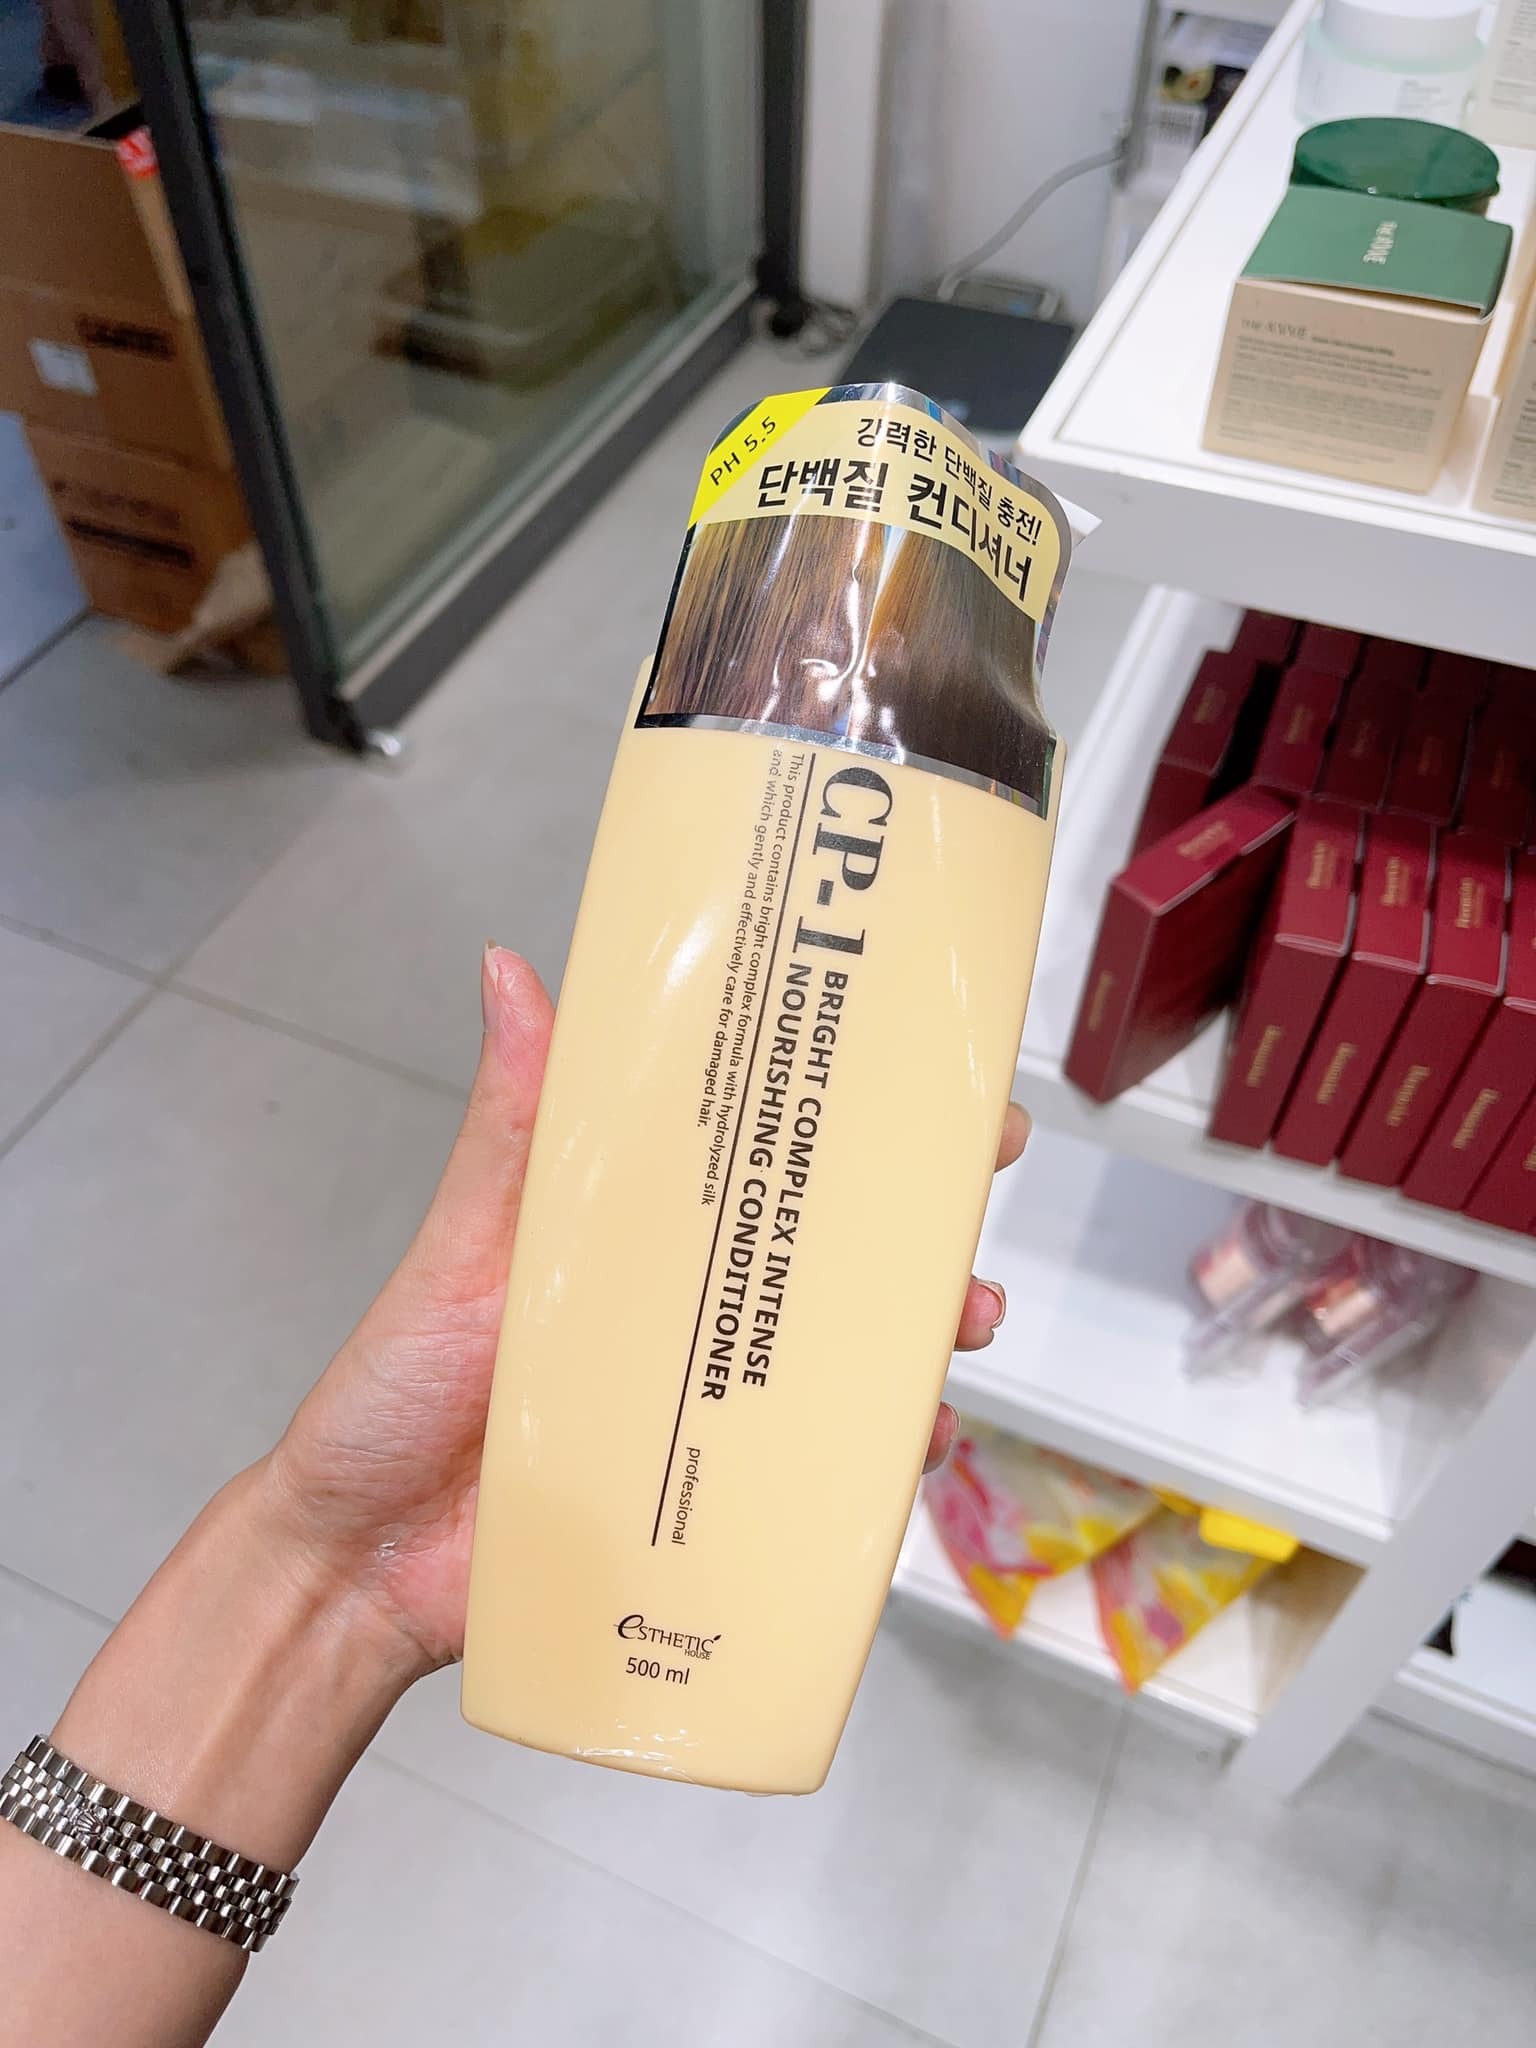 PH 5.5
강력한 단백질 충전!
단백질 컨디셔너
CP-1
BRIGHT COMPLEX INTENSE
NOURISHING CONDITIONER
This product contains bright complex formula with hydrolyzed silk
and which gently and effectively care for damaged hair.
professional
eSTHETIC
HOUSE
500 ml